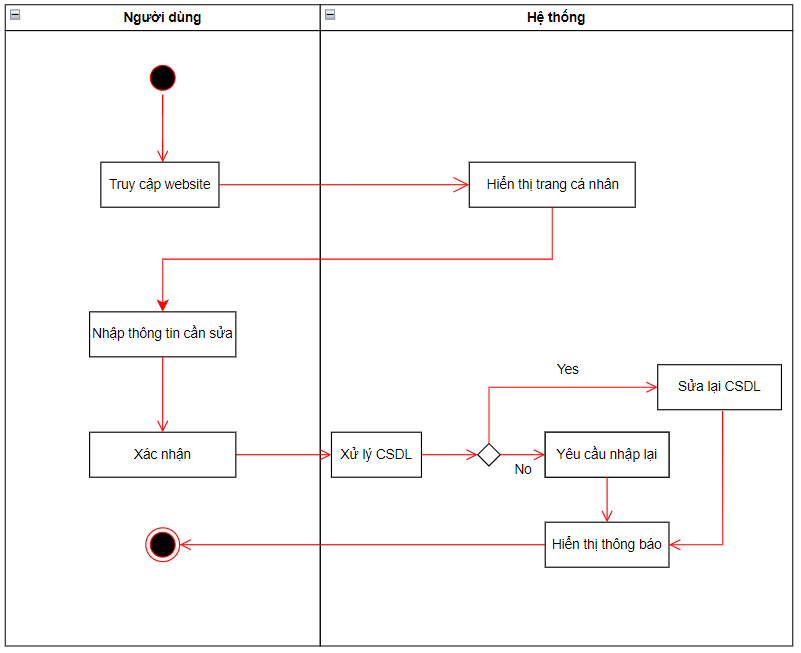 Người dùng
Hệ thống
Truy cập website
Hiển thị trang cá nhân
Nhập thông tin cần sửa
Yes
Sửa lại CSDL
Xác nhận
Xử lý CSDL
No
Yêu cầu nhập lại
Hiển thị thông báo